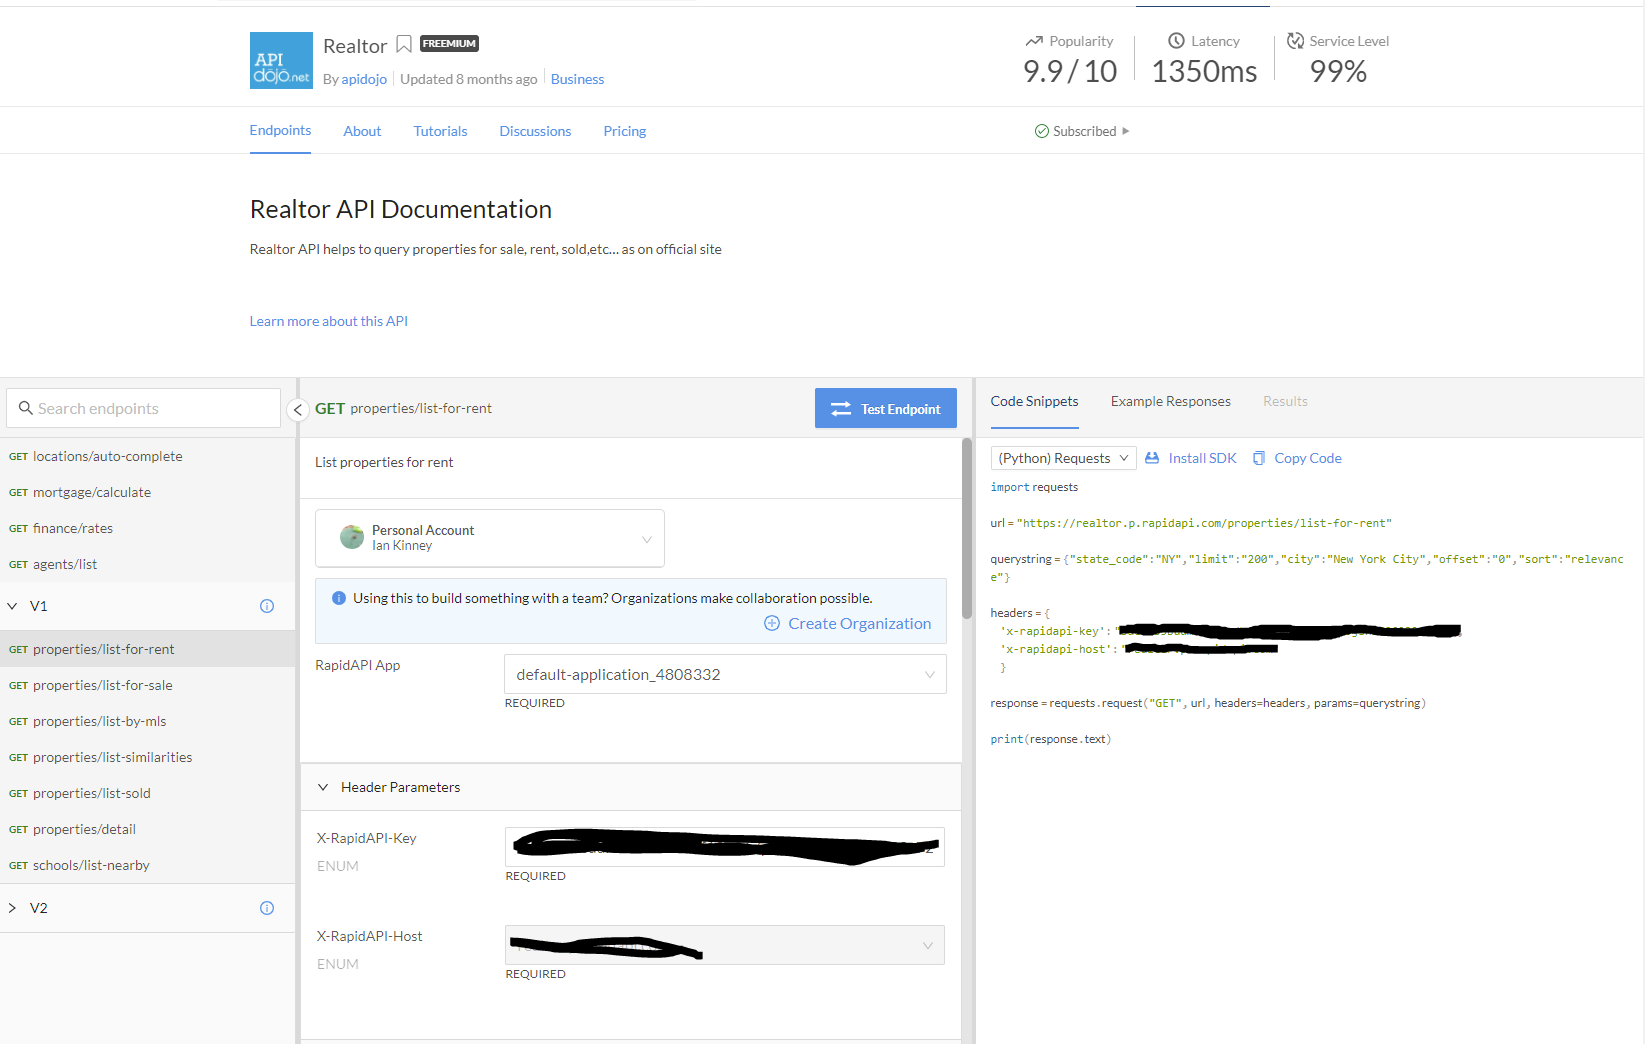 API
dojo.net
Realtor
FREEMIUM
By apidojo
Updated 8 months ago
Business
Popularity
9.9 / 10
Latency
1350ms
Service Level
99%
Endpoints
About
Tutorials
Discussions
Pricing
Subscribed
Realtor API Documentation
Realtor API helps to query properties for sale, rent, sold,etc... as on official site
Learn more about this API
Search endpoints
GET locations/auto-complete
GET mortgage/calculate
GET finance/rates
GET agents/list
V1
GET properties/list-for-rent
GET properties/list-for-sale
GET properties/list-by-mls
GET properties/list-similarities
GET properties/list-sold
GET properties/detail
GET schools/list-nearby
V2
GET properties/list-for-rent
Test Endpoint
List properties for rent
Personal Account
Ian Kinney
Using this to build something with a team? Organizations make collaboration possible.
Create Organization
RapidAPI App
default-application_4808332
REQUIRED
Header Parameters
X-RapidAPI-Key
ENUM
REQUIRED
X-RapidAPI-Host
ENUM
REQUIRED
Code Snippets
Example Responses
Results
(Python) Requests
Install SDK
Copy Code
import requests
url = "https://realtor.p.rapidapi.com/properties/list-for-rent"
querystring = {"state_code":"NY","limit":"200","city":"New York City","offset":"0","sort":"relevanc
e"}
headers = {
'x-rapidapi-key': "
'x-rapidapi-host': "
}
response = requests.request("GET", url, headers=headers, params=querystring)
print(response.text)